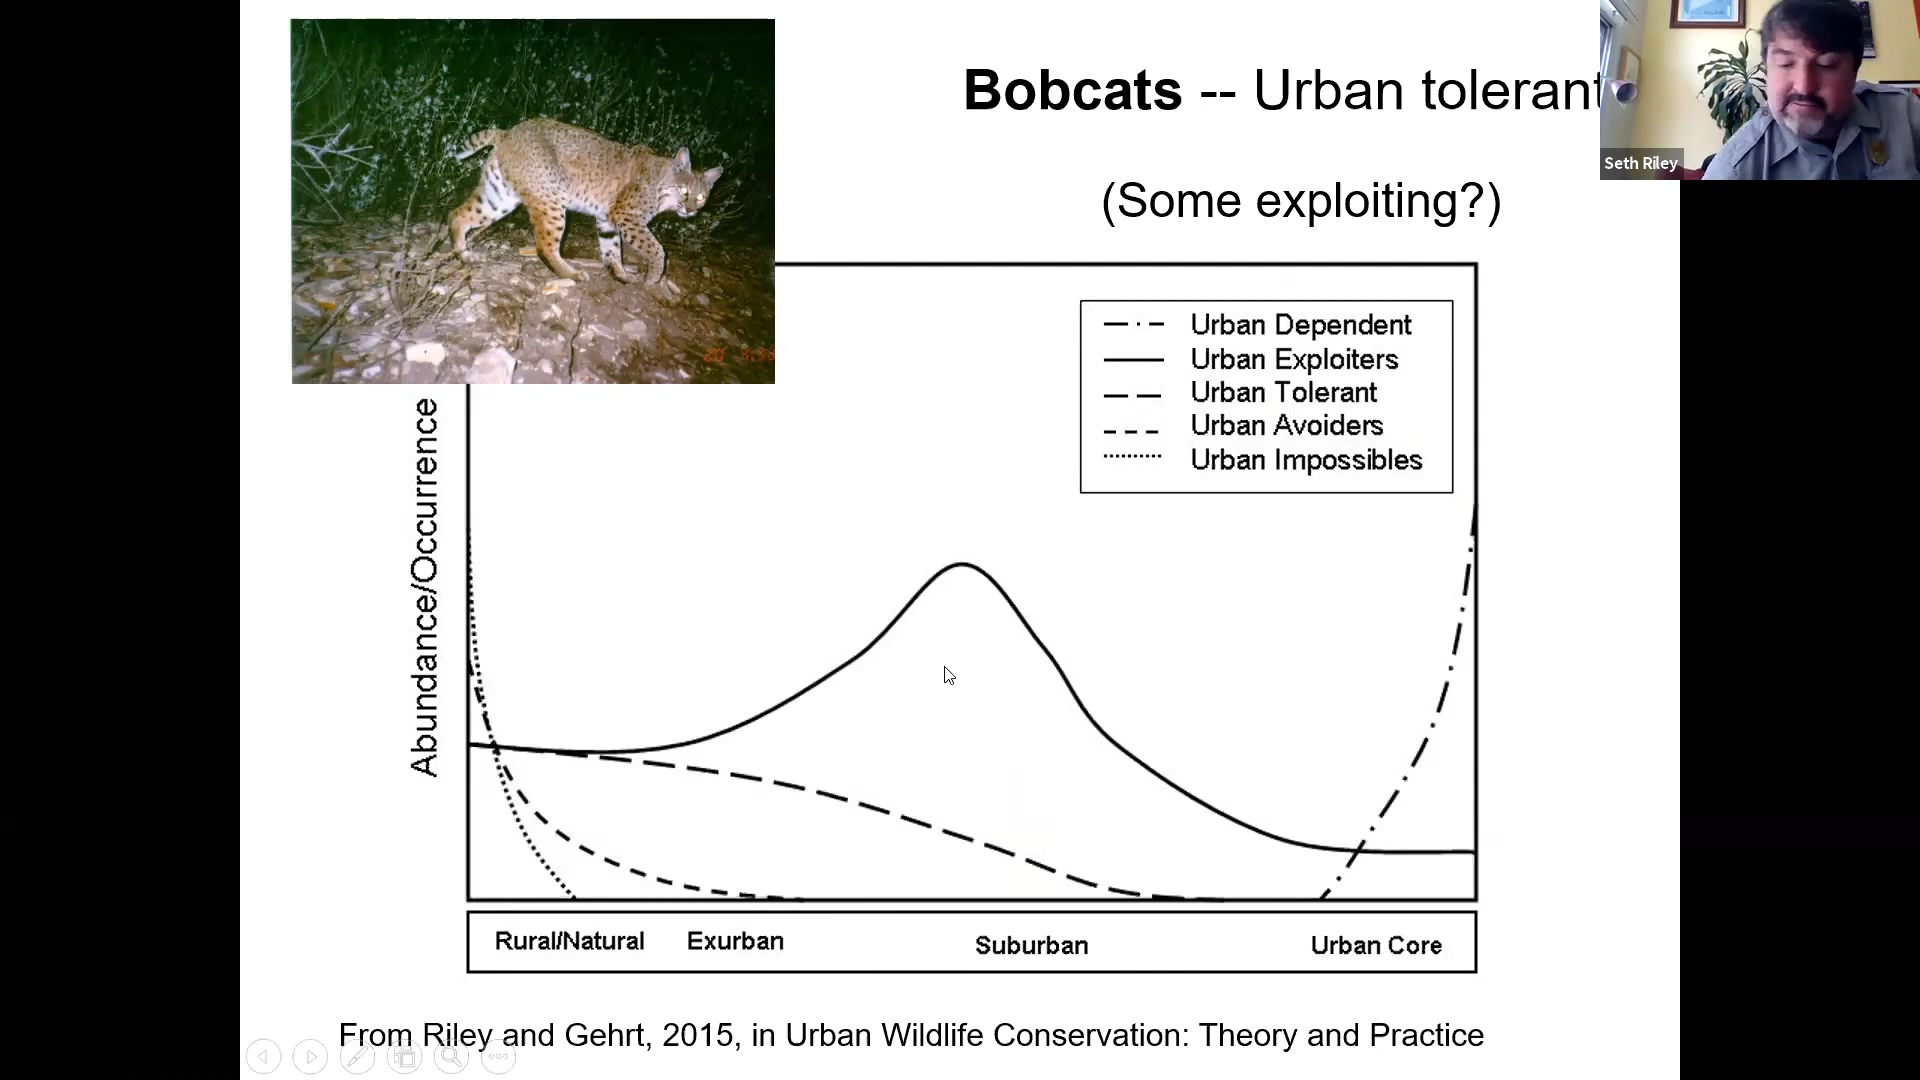 Bobcats -- Urban tolerant
Seth Riley
(Some exploiting?)
Urban Dependent
Urban Exploiters
Urban Tolerant
Urban Avoiders
Urban Impossibles
Abundance/Occurrence
Rural/Natural Exurban Suburban Urban Core
From Riley and Gehrt, 2015, in Urban Wildlife Conservation: Theory and Practice